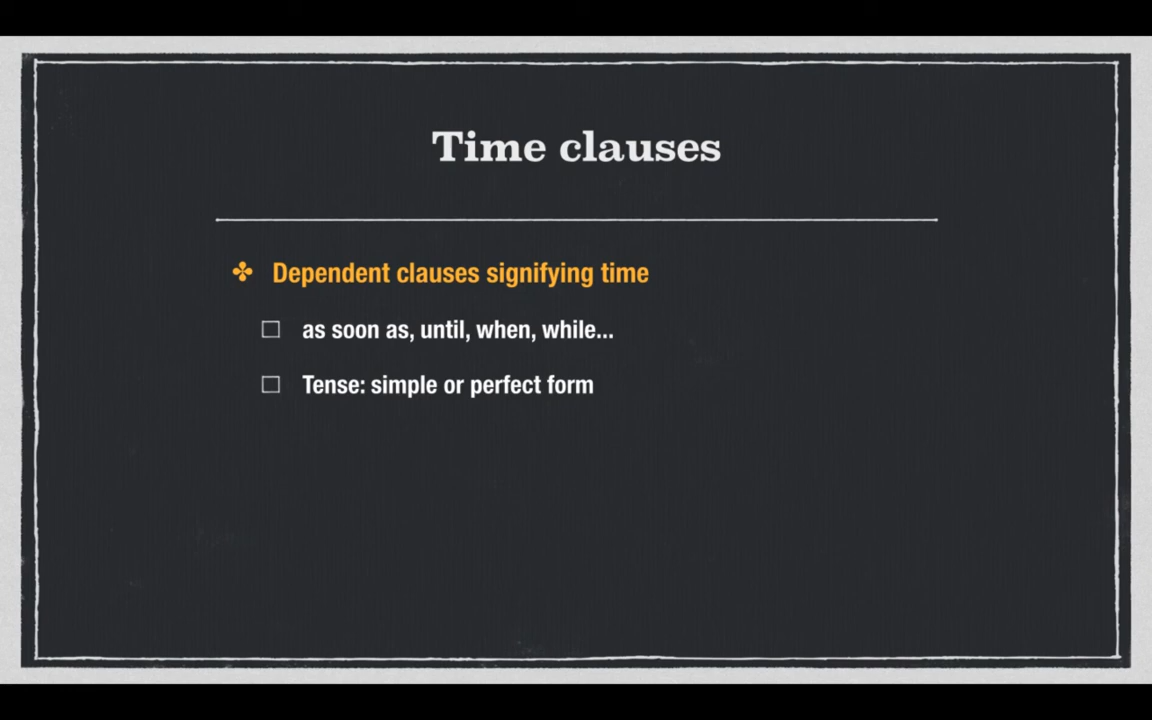 Time clauses
Dependent clauses signifying time
as soon as, until, when, while...
Tense: simple or perfect form